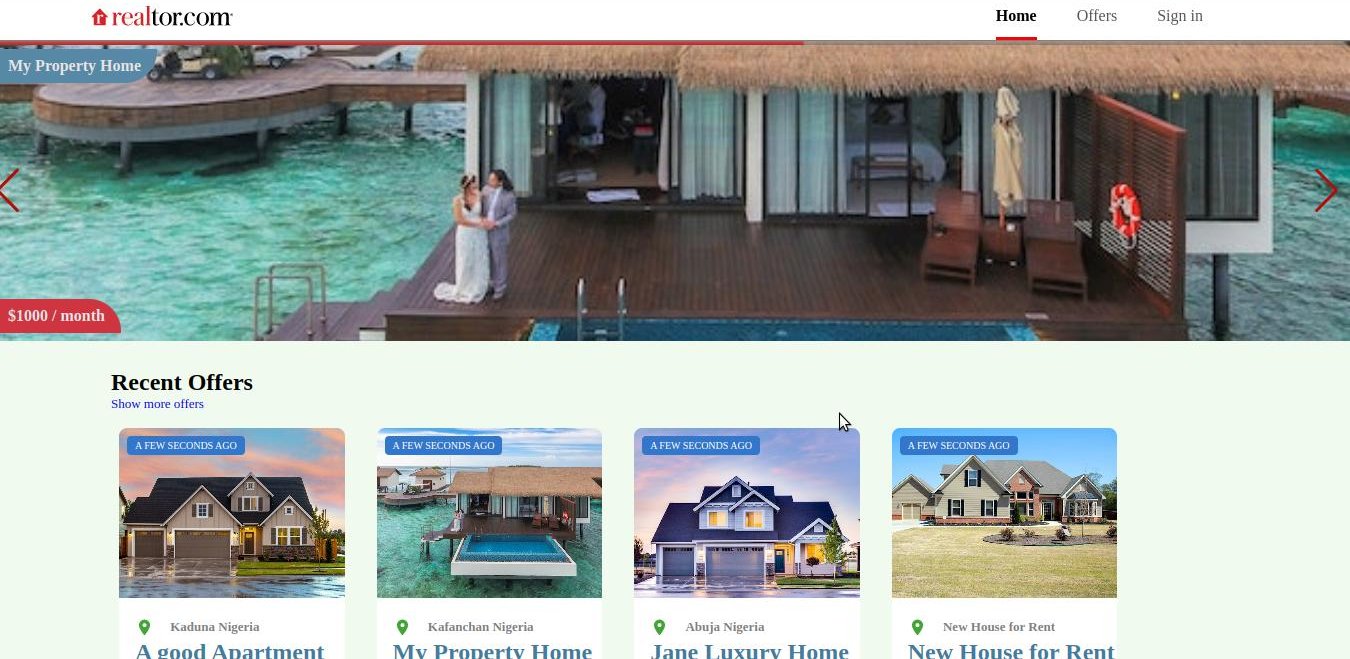 realtor.com
Home Offers Sign in
My Property Home
$1000 / month
Recent Offers
Show more offers
A FEW SECONDS AGO
A FEW SECONDS AGO
A FEW SECONDS AGO
A FEW SECONDS AGO
Kaduna Nigeria
A good Apartment
Kafanchan Nigeria
My Property Home
Abuja Nigeria
Jane Luxury Home
New House for Rent
New House for Rent